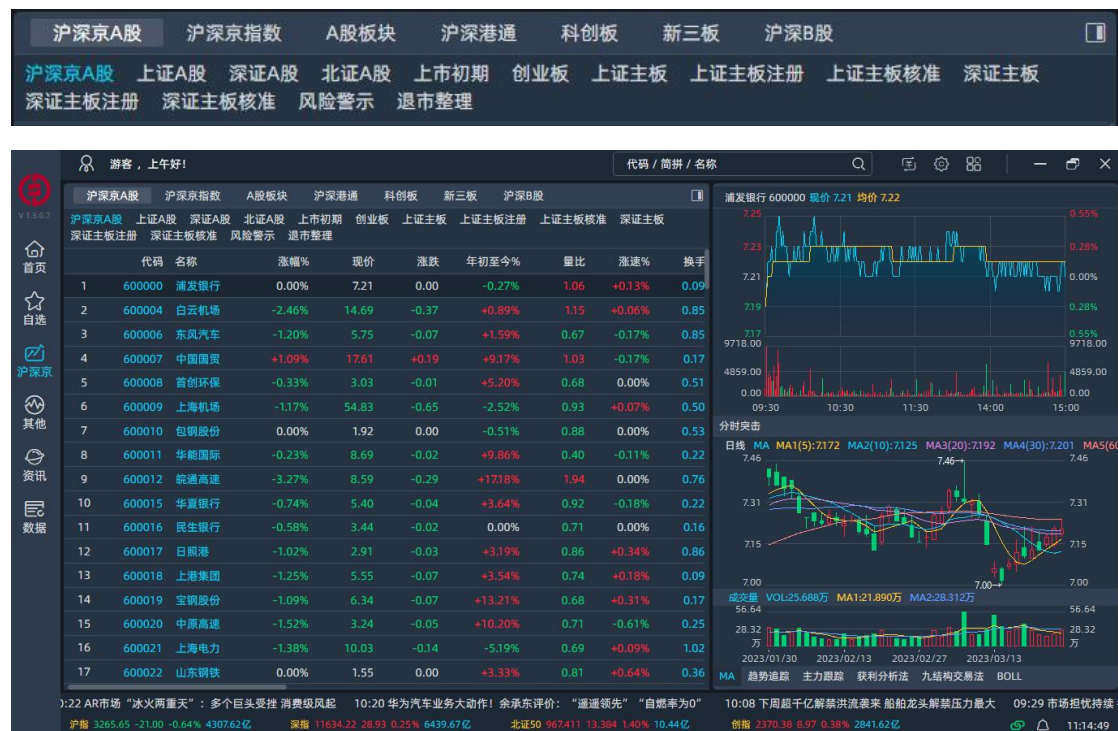 沪深京A股 沪深京指数 A股板块 沪深港通 科创板 新三板 沪深B股
沪深京A股 上证A股 深证A股 北证A股 上市初期 创业板 上证主板 上证主板注册 上证主板核准 深证主板
深证主板注册 深证主板核准 风险警示 退市整理
游客，上午好! 代码 / 简拼 / 名称
V 1.3.0.7
首页
自选
沪深京
其他
资讯
数据
沪深京A股 沪深京指数 A股板块 沪深港通 科创板 新三板 沪深B股
沪深京A股 上证A股 深证A股 北证A股 上市初期 创业板 上证主板 上证主板注册 上证主板核准 深证主板
深证主板注册 深证主板核准 风险警示 退市整理
代码 名称 涨幅% 现价 涨跌 年初至今% 量比 涨速% 换手
1 600000 浦发银行 0.00% 7.21 0.00 -0.27% 1.06 +0.13% 0.09
2 600004 白云机场 -2.46% 14.69 -0.37 +0.89% 1.15 +0.06% 0.85
3 600006 东风汽车 -1.20% 5.75 -0.07 +1.59% 0.67 -0.17% 0.85
4 600007 中国国贸 +1.09% 17.61 +0.19 +9.17% 1.03 -0.17% 0.17
5 600008 首创环保 -0.33% 3.03 -0.01 +5.20% 0.68 0.00% 0.51
6 600009 上海机场 -1.17% 54.83 -0.65 -2.52% 0.93 +0.07% 0.50
7 600010 包钢股份 0.00% 1.92 0.00 -0.51% 0.88 0.00% 0.53
8 600011 华能国际 -0.23% 8.69 -0.02 +9.86% 0.40 -0.11% 0.22
9 600012 皖通高速 -3.27% 8.59 -0.29 +17.18% 1.94 0.00% 0.76
10 600015 华夏银行 -0.74% 5.40 -0.04 +3.64% 0.92 -0.18% 0.22
11 600016 民生银行 -0.58% 3.44 -0.02 0.00% 0.71 0.00% 0.16
12 600017 日照港 -1.02% 2.91 -0.03 +3.19% 0.86 +0.34% 0.86
13 600018 上港集团 -1.25% 5.55 -0.07 +3.54% 0.74 +0.18% 0.09
14 600019 宝钢股份 -1.09% 6.34 -0.07 +13.21% 0.68 +0.31% 0.17
15 600020 中原高速 -1.52% 3.24 -0.05 +10.20% 0.71 -0.61% 0.25
16 600021 上海电力 -1.38% 10.03 -0.14 -5.19% 0.69 +0.09% 1.02
17 600022 山东钢铁 0.00% 1.55 0.00 +3.33% 0.81 +0.64% 0.36
浦发银行 600000 现价 7.21 均价 7.22
7.25 0.55%
7.23 0.28%
7.21 0.00%
7.19 0.28%
7.17 0.55%
9718.00 9718.00
4859.00 4859.00
0.00 0.00
09:30 10:30 11:30 14:00 15:00
分时突击
日线 MA MA1(5):7.172 MA2(10):7.125 MA3(20):7.192 MA4(30):7.201 MA5(60
7.46 7.46→ 7.46
7.31 7.31
7.15 7.15
7.00 7.00→ 7.00
成交量 VOL:25.688万 MA1:21.890万 MA2:28.312万
56.64 56.64
28.32 28.32
万 万
2023/01/30 2023/02/13 2023/02/27 2023/03/13
MA 趋势追踪 主力跟踪 获利分析法 九结构交易法 BOLL
):22 AR市场“冰火两重天”：多个巨头受挫 消费级风起 10:20 华为汽车业务大动作！余承东评价：“遥遥领先”“自燃率为0” 10:08 下周超千亿解禁洪流袭来 船舶龙头解禁压力最大 09:29 市场担忧持续
沪指 3265.65 -21.00 -0.64% 4307.62亿 深指 11634.22 28.93 0.25% 6439.67亿 北证50 967.411 13.384 1.40% 10.44亿 创指 2370.38 8.97 0.38% 2841.62亿 11:14:49